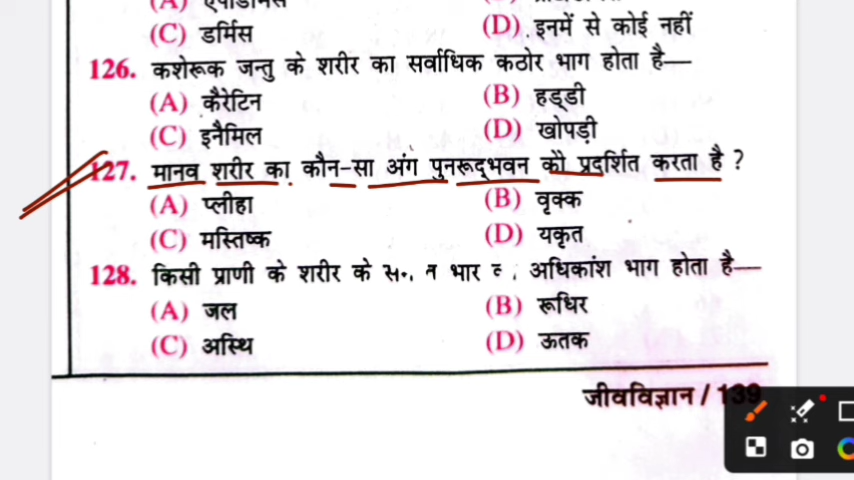 (C) डर्मिस (D) इनमें से कोई नहीं
126. कशेरूक जन्तु के शरीर का सर्वाधिक कठोर भाग होता है—
(A) कैरेटिन (B) हड्डी
(C) इनैमिल (D) खोपड़ी
127. मानव शरीर का कौन-सा अंग पुनरूद्भवन को प्रदर्शित करता है ?
(A) प्लीहा (B) वृक्क
(C) मस्तिष्क (D) यकृत
128. किसी प्राणी के शरीर के भार अधिकांश भाग होता है—
(A) जल (B) रूधिर
(C) अस्थि (D) ऊतक
जीवविज्ञान / 139